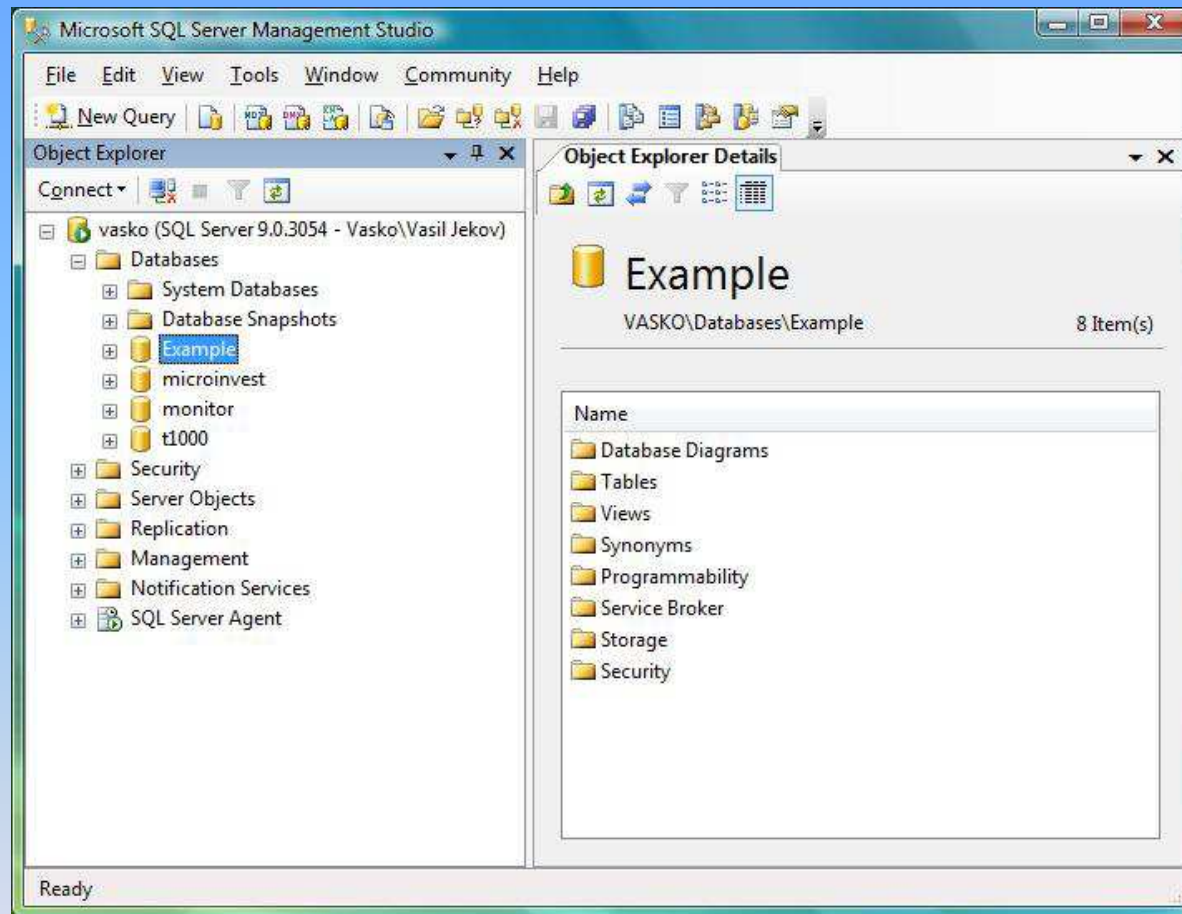 Microsoft SQL Server Management Studio
File Edit View Tools Window Community Help
New Query
Object Explorer
Connect
vasko (SQL Server 9.0.3054 - Vasko\Vasil Jekov)
Databases
System Databases
Database Snapshots
Example
microinvest
monitor
t1000
Security
Server Objects
Replication
Management
Notification Services
SQL Server Agent
Object Explorer Details
Example
VASKO\Databases\Example 8 Item(s)
Name
Database Diagrams
Tables
Views
Synonyms
Programmability
Service Broker
Storage
Security
Ready